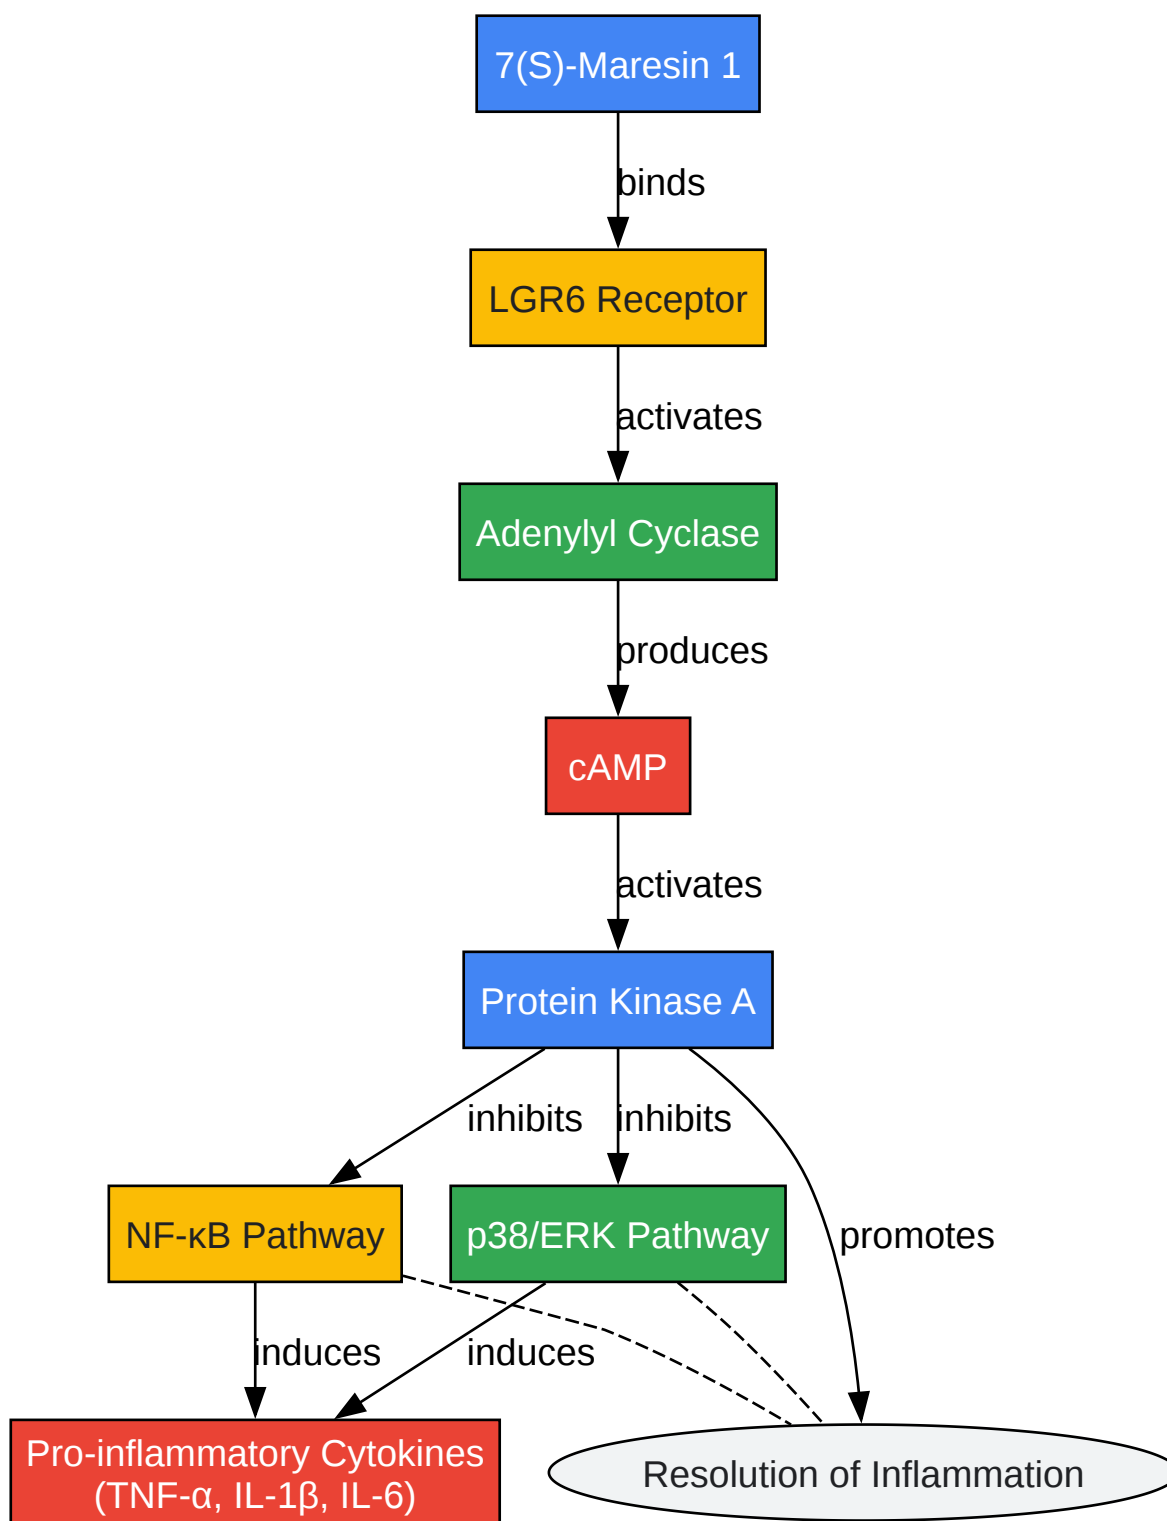 7(S)-Maresin 1
binds
LGR6 Receptor
activates
Adenylyl Cyclase
produces
cAMP
activates
Protein Kinase A
inhibits
inhibits
NF-κB Pathway
p38/ERK Pathway
promotes
induces
induces
Pro-inflammatory Cytokines
(TNF-α, IL-1β, IL-6)
Resolution of Inflammation